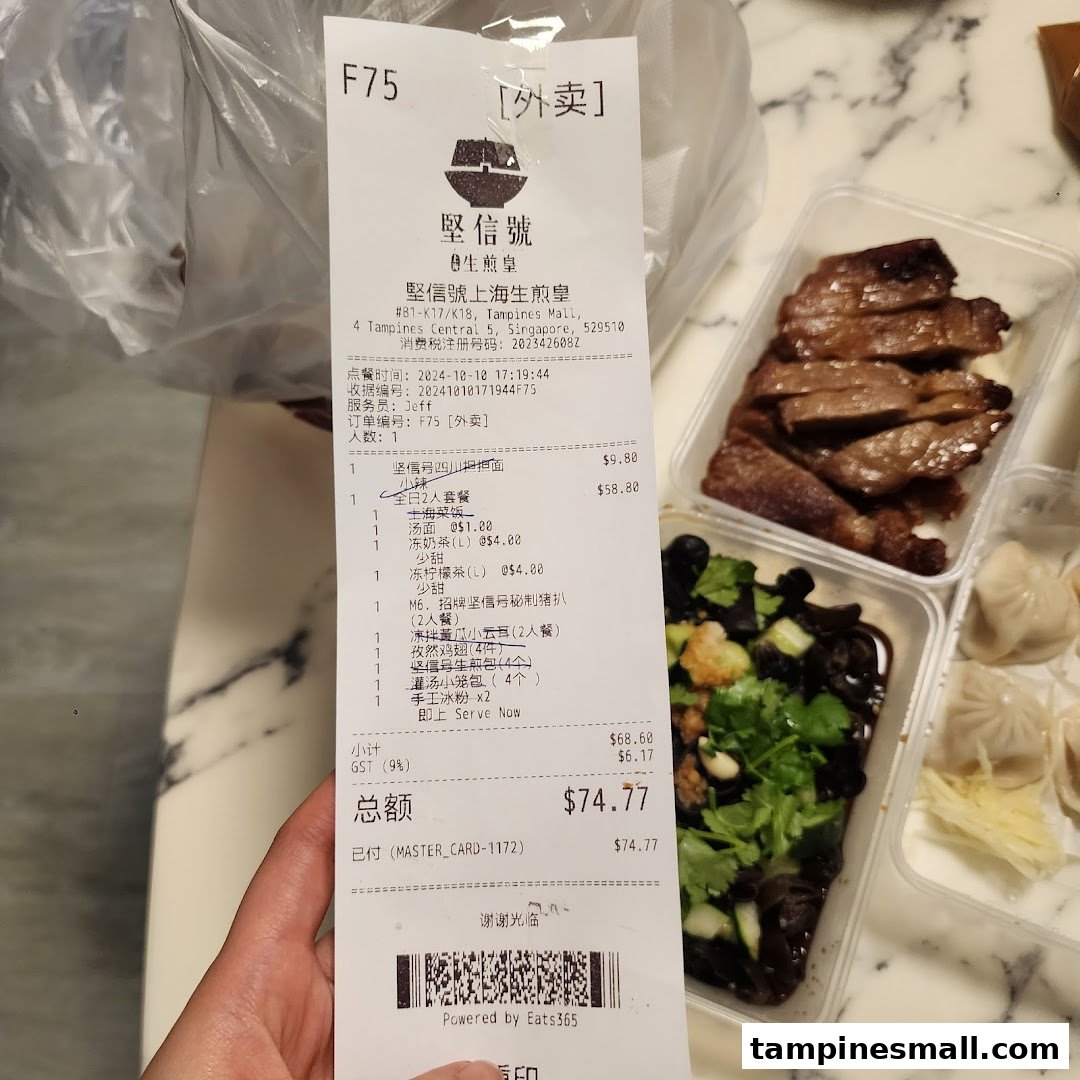 F75
[外卖]
堅信號
生煎皇
堅信號上海生煎皇
#B1-K17/K18, Tampines Mall,
4 Tampines Central 5, Singapore, 529510
消费税注册号码: 202342608Z
点餐时间: 2024-10-10 17:19:44
收据编号: 20241010171944F75
服务员: Jeff
订单编号: F75 [外卖]
人数: 1
1 坚信号四川担担面 $9.80
小辣
1 全日2人套餐 $58.80
1 上海菜饭
1 汤面 @$1.00
1 冻奶茶(L) @$4.00
少甜
1 冻柠檬茶(L) @$4.00
少甜
1 M6. 招牌坚信号秘制猪扒
(2人餐)
1 凉拌黃瓜小云耳(2人餐)
1 孜然鸡翅(4件)
1 坚信号生煎包(4个)
1 灌汤小笼包 ( 4个 )
1 手工冰粉 x2
即上 Serve Now
小计 $68.60
GST (9%) $6.17
总额 $74.77
已付 (MASTER_CARD-1172) $74.77
谢谢光临
Powered by Eats365
tampinesmall.com